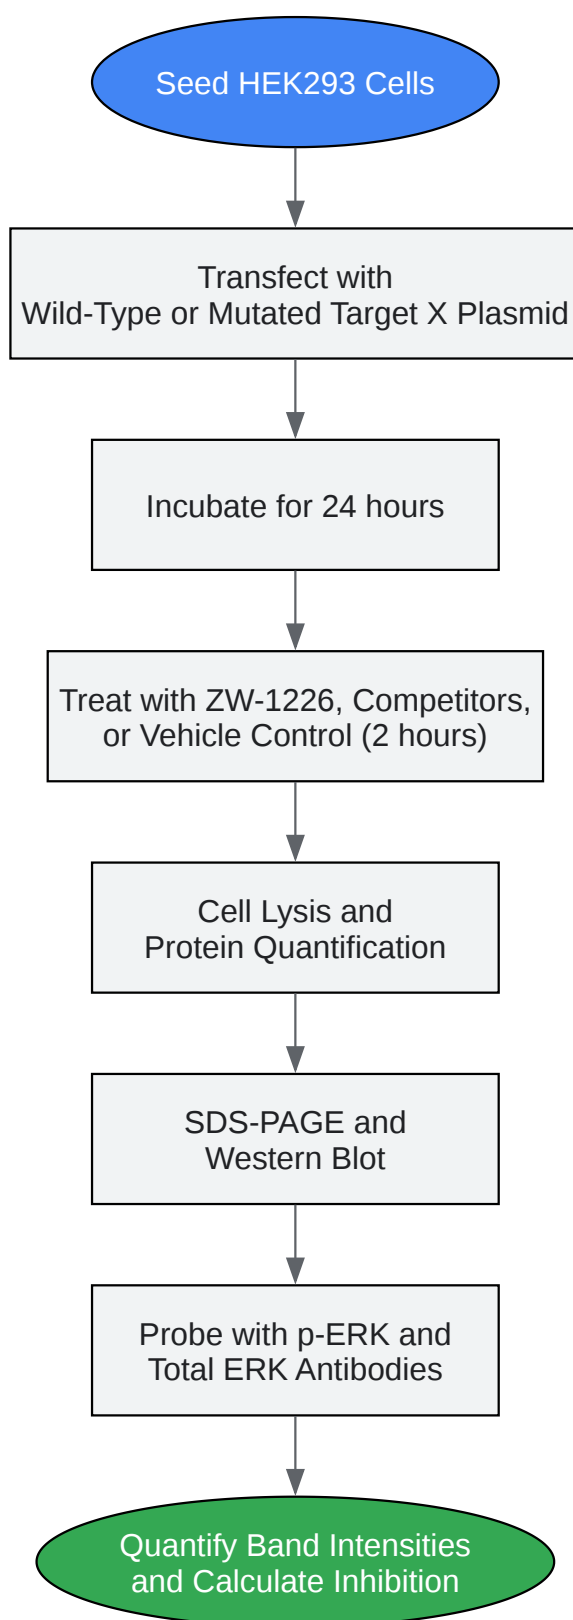 Seed HEK293 Cells
Transfect with
Wild-Type or Mutated Target X Plasmid
Incubate for 24 hours
Treat with ZW-1226, Competitors,
or Vehicle Control (2 hours)
Cell Lysis and
Protein Quantification
SDS-PAGE and
Western Blot
Probe with p-ERK and
Total ERK Antibodies
Quantify Band Intensities
and Calculate Inhibition